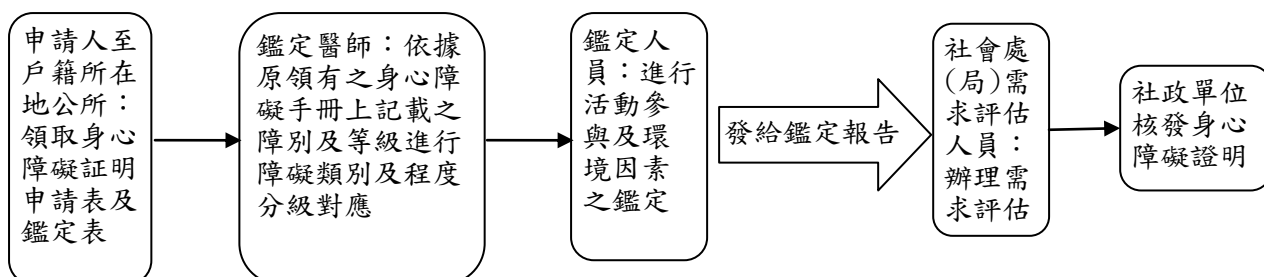 申請人至
戶籍所在
地公所：
領取身心
障礙証明
申請表及
鑑定表
鑑定醫師：依據
原領有之身心障
礙手冊上記載之
障別及等級進行
障礙類別及程度
分級對應
鑑定人
員：進行
活動參
與及環
境因素
之鑑定
發給鑑定報告
社會處
(局)需
求評估
人員：
辦理需
求評估
社政單位
核發身心
障礙證明